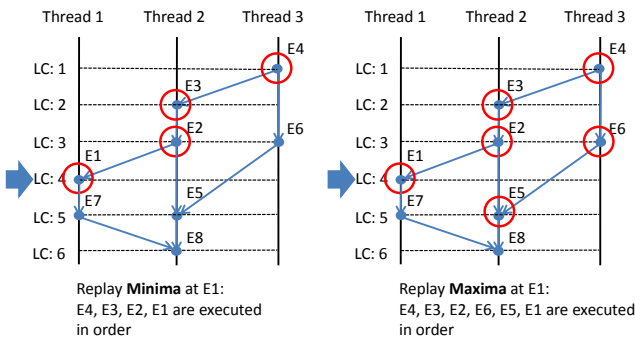 Thread 1 Thread 2 Thread 3 Thread 1 Thread 2 Thread 3
E4 E4
LC: 1 LC: 1
E3 E3
LC: 2 LC: 2
E2 E6 E2 E6
LC: 3 LC: 3
E1 E1
LC: 4 LC: 4
E7 E5 E7 E5
LC: 5 LC: 5
E8 E8
LC: 6 LC: 6
Replay Minima at E1:
E4, E3, E2, E1 are executed
in order
Replay Maxima at E1:
E4, E3, E2, E6, E5, E1 are executed
in order